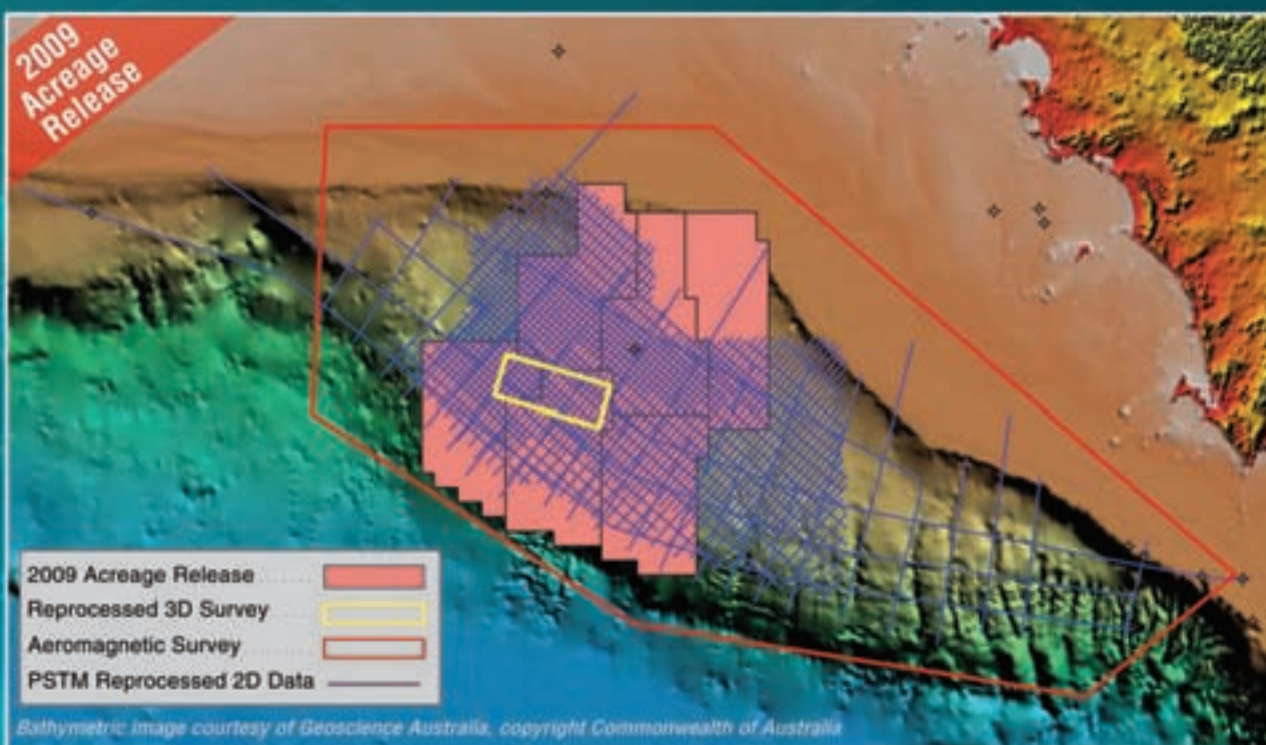 2009
Acreage
Release
2009 Acreage Release
Reprocessed 3D Survey
Aeromagnetic Survey
PSTM Reprocessed 2D Data
Bathymetric image courtesy of Geoscience Australia, copyright Commonwealth of Australia